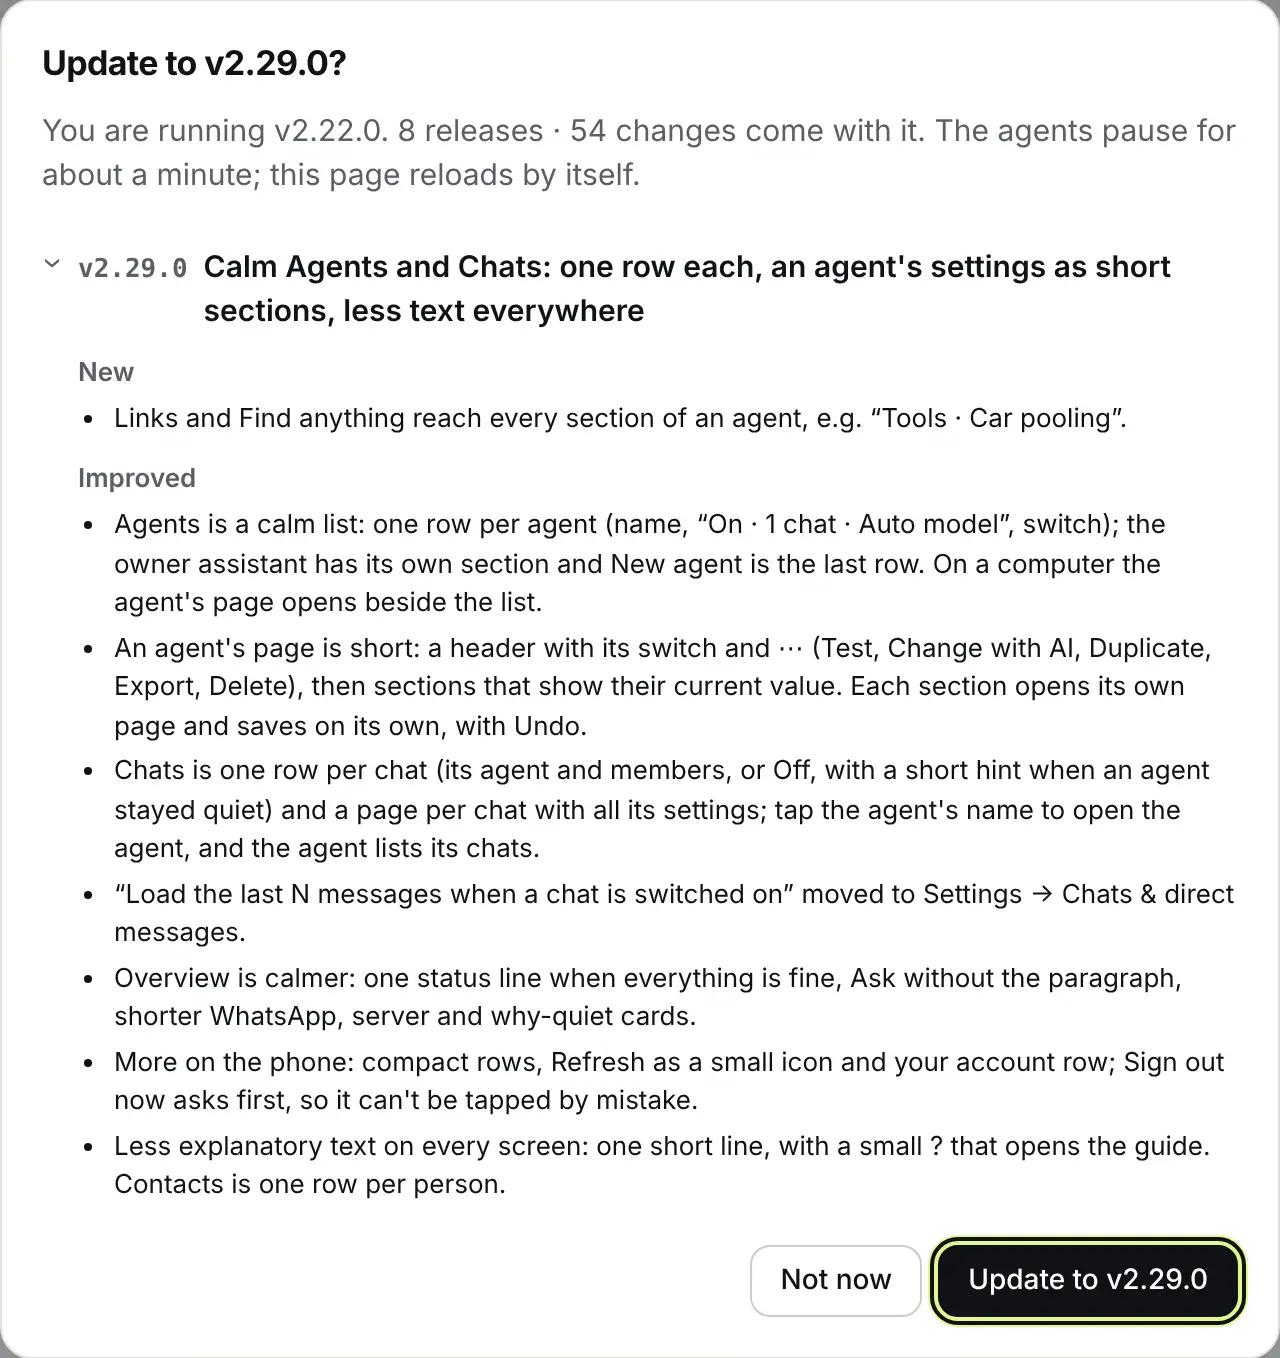 Update to v2.29.0?
You are running v2.22.0. 8 releases · 54 changes come with it. The agents pause for
about a minute; this page reloads by itself.
v2.29.0 Calm Agents and Chats: one row each, an agent's settings as short
sections, less text everywhere
New
• Links and Find anything reach every section of an agent, e.g. “Tools · Car pooling”.
Improved
• Agents is a calm list: one row per agent (name, “On · 1 chat · Auto model”, switch); the
owner assistant has its own section and New agent is the last row. On a computer the
agent's page opens beside the list.
• An agent's page is short: a header with its switch and ··· (Test, Change with AI, Duplicate,
Export, Delete), then sections that show their current value. Each section opens its own
page and saves on its own, with Undo.
• Chats is one row per chat (its agent and members, or Off, with a short hint when an agent
stayed quiet) and a page per chat with all its settings; tap the agent's name to open the
agent, and the agent lists its chats.
• “Load the last N messages when a chat is switched on” moved to Settings → Chats & direct
messages.
• Overview is calmer: one status line when everything is fine, Ask without the paragraph,
shorter WhatsApp, server and why-quiet cards.
• More on the phone: compact rows, Refresh as a small icon and your account row; Sign out
now asks first, so it can't be tapped by mistake.
• Less explanatory text on every screen: one short line, with a small ? that opens the guide.
Contacts is one row per person.
Not now
Update to v2.29.0